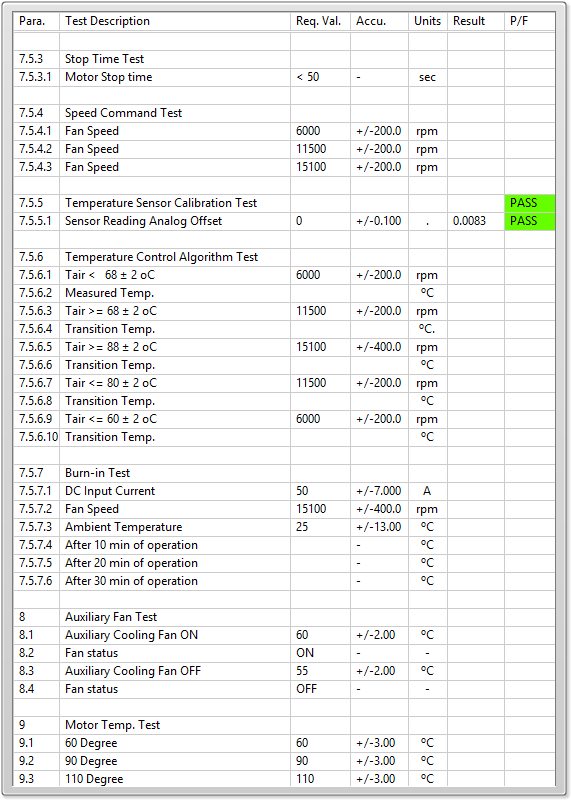 Para. Test Description Req. Val. Accu. Units Result P/F
7.5.3 Stop Time Test
7.5.3.1 Motor Stop time < 50 - sec
7.5.4 Speed Command Test
7.5.4.1 Fan Speed 6000 +/-200.0 rpm
7.5.4.2 Fan Speed 11500 +/-200.0 rpm
7.5.4.3 Fan Speed 15100 +/-200.0 rpm
7.5.5 Temperature Sensor Calibration Test PASS
7.5.5.1 Sensor Reading Analog Offset 0 +/-0.100 . 0.0083 PASS
7.5.6 Temperature Control Algorithm Test
7.5.6.1 Tair < 68 ± 2 oC 6000 +/-200.0 rpm
7.5.6.2 Measured Temp. ºC
7.5.6.3 Tair >= 68 ± 2 oC 11500 +/-200.0 rpm
7.5.6.4 Transition Temp. ºC.
7.5.6.5 Tair >= 88 ± 2 oC 15100 +/-400.0 rpm
7.5.6.6 Transition Temp. ºC
7.5.6.7 Tair <= 80 ± 2 oC 11500 +/-200.0 rpm
7.5.6.8 Transition Temp. ºC
7.5.6.9 Tair <= 60 ± 2 oC 6000 +/-200.0 rpm
7.5.6.10 Transition Temp. ºC
7.5.7 Burn-in Test
7.5.7.1 DC Input Current 50 +/-7.000 A
7.5.7.2 Fan Speed 15100 +/-400.0 rpm
7.5.7.3 Ambient Temperature 25 +/-13.00 ºC
7.5.7.4 After 10 min of operation - ºC
7.5.7.5 After 20 min of operation - ºC
7.5.7.6 After 30 min of operation - ºC
8 Auxiliary Fan Test
8.1 Auxiliary Cooling Fan ON 60 +/-2.00 ºC
8.2 Fan status ON - -
8.3 Auxiliary Cooling Fan OFF 55 +/-2.00 ºC
8.4 Fan status OFF - -
9 Motor Temp. Test
9.1 60 Degree 60 +/-3.00 ºC
9.2 90 Degree 90 +/-3.00 ºC
9.3 110 Degree 110 +/-3.00 ºC